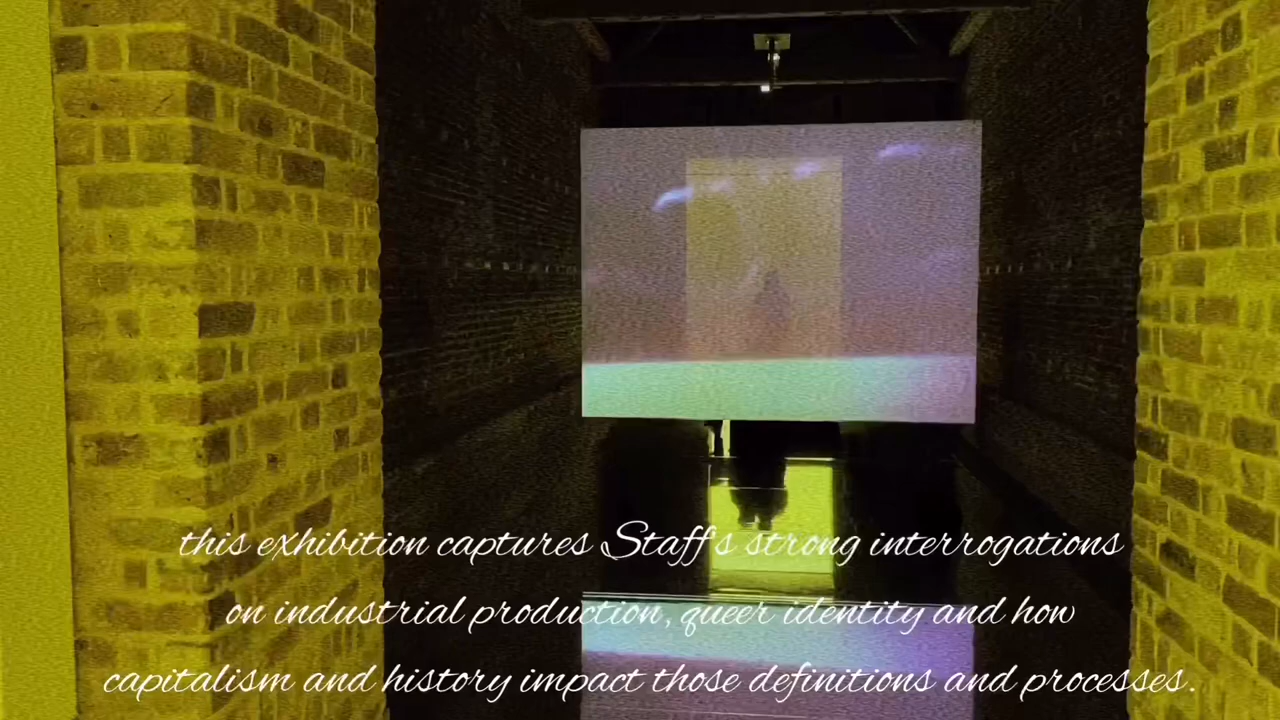 this exhibition captures Staff's strong interrogations
on industrial production, queer identity and how
capitalism and history impact those definitions and processes.